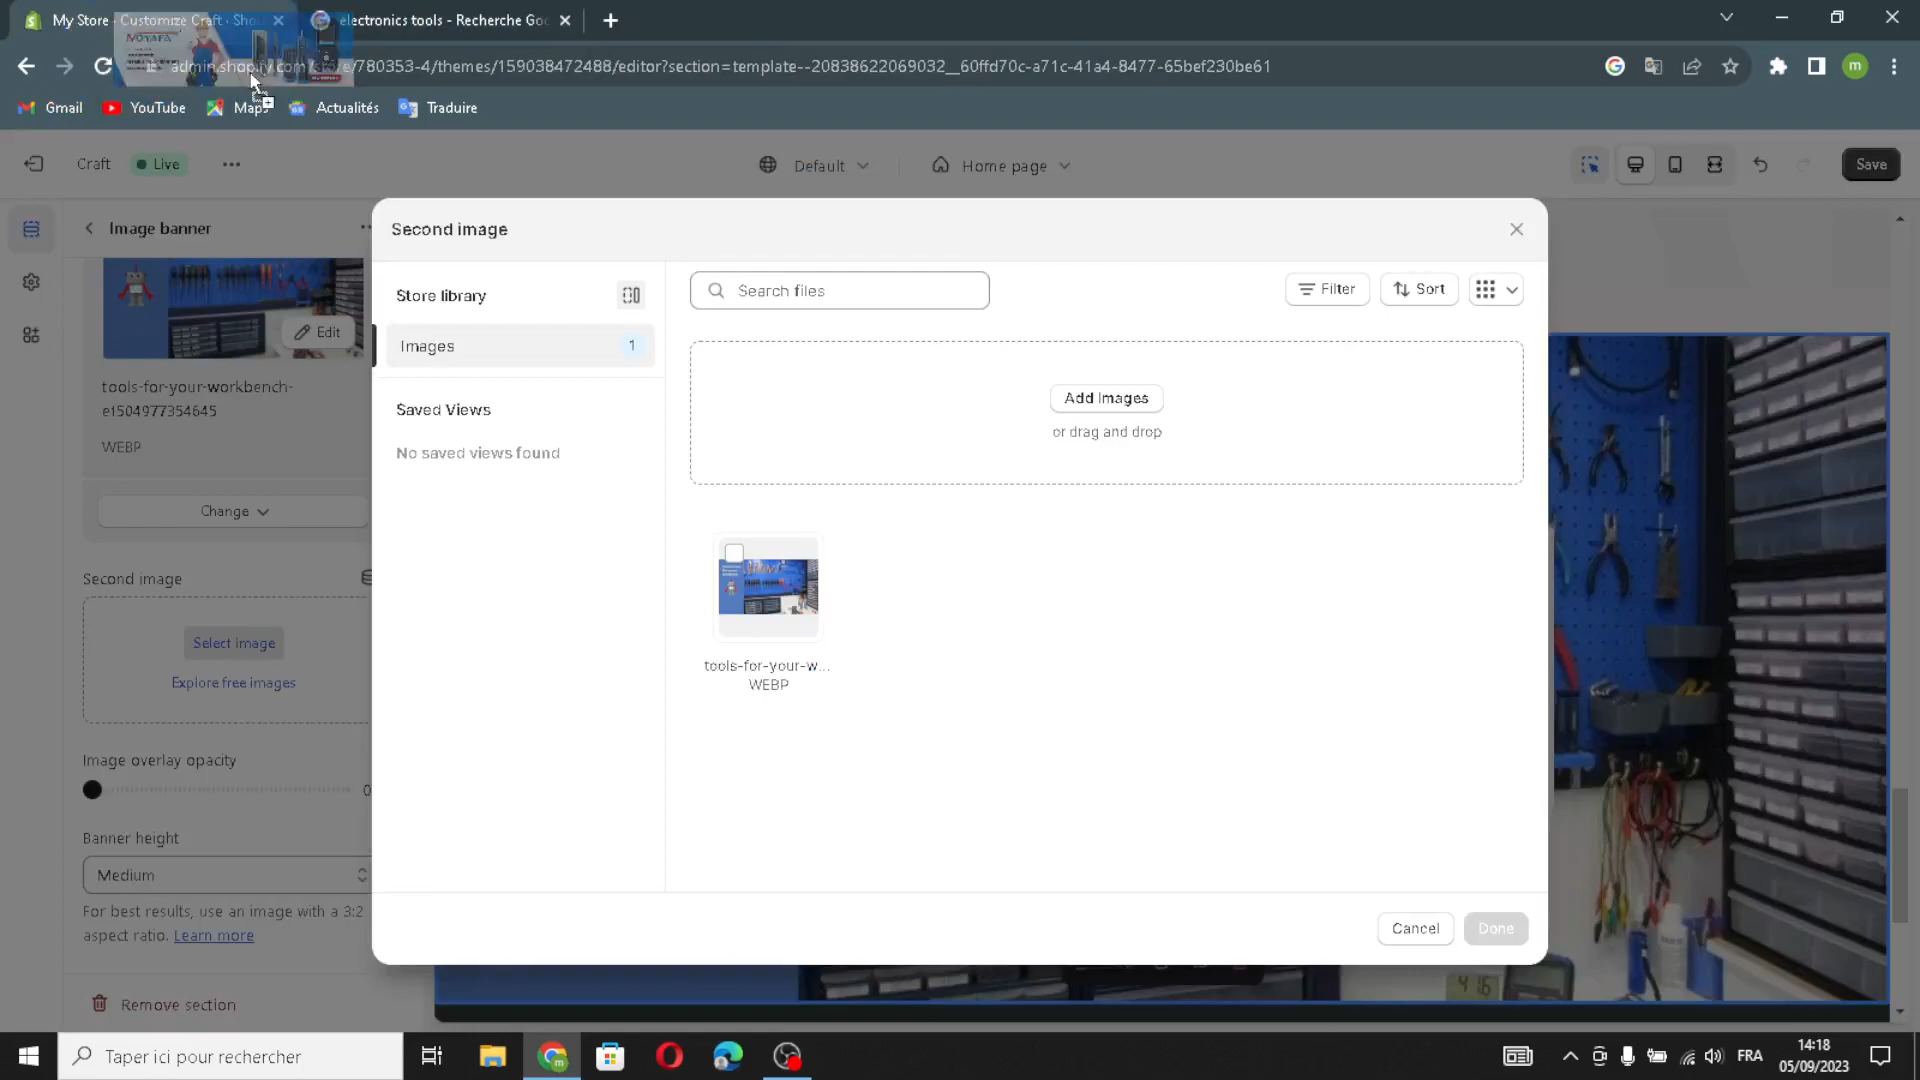 My Store · Customize Craft · Sho
electronics tools - Recherche Goo
NOYAFA
admin.shopify.com/store/780353-4/themes/159038472488/editor?section=template--20838622069032__60ffd70c-a71c-41a4-8477-65bef230be61
m
Gmail
YouTube
Maps
Actualités
Traduire
Craft
Live
Default
Home page
Save
Image banner
Edit
tools-for-your-workbench-
e1504977354645
WEBP
Change
Second image
Select image
Explore free images
Image overlay opacity
0
Banner height
Medium
For best results, use an image with a 3:2
aspect ratio. Learn more
Remove section
Second image
Store library
Images
1
Saved Views
No saved views found
Search files
Filter
Sort
Add images
or drag and drop
tools-for-your-w...
WEBP
Cancel
Done
41.6
Taper ici pour rechercher
FRA
14:18
05/09/2023